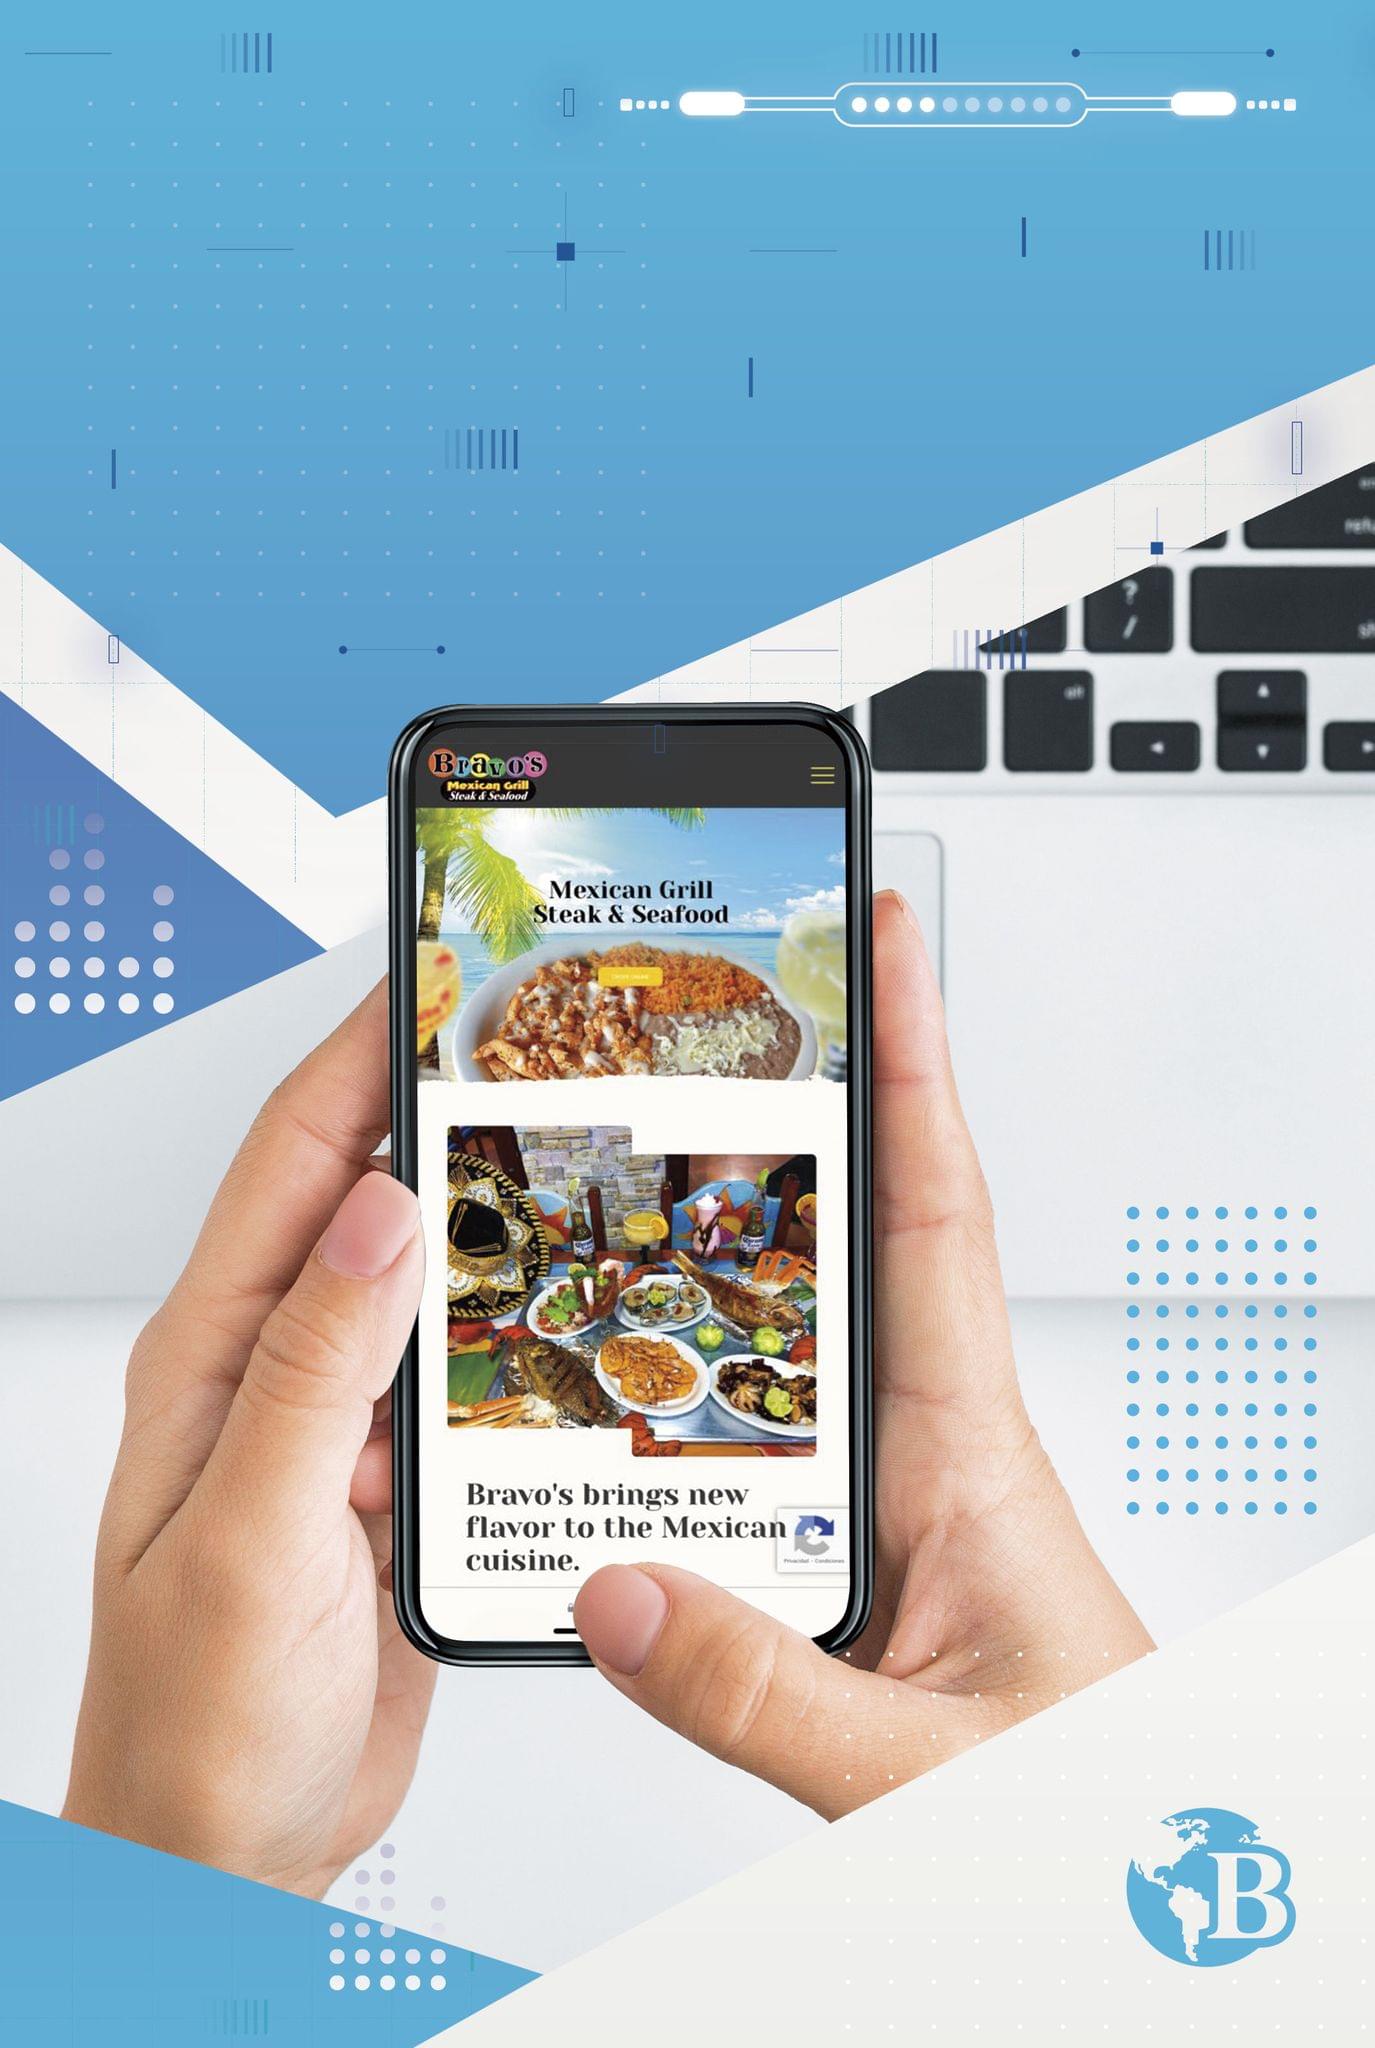 ?
/
alt
Bravo's
Mexican Grill
Steak & Seafood
Mexican Grill
Steak & Seafood
ORDER ONLINE
Bravo's brings new
flavor to the Mexican
cuisine.
Privacidad - Condiciones
B